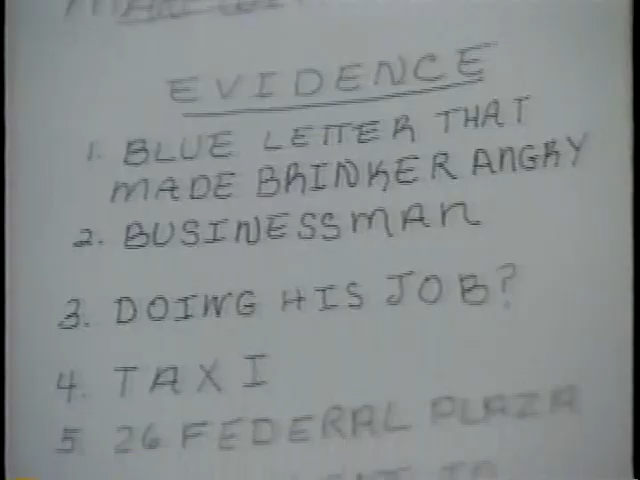 EVIDENCE
1. BLUE LETTER THAT
MADE BRINKER ANGRY
2. BUSINESSMAN
3. DOING HIS JOB?
4. TAXI
5. 26 FEDERAL PLAZA